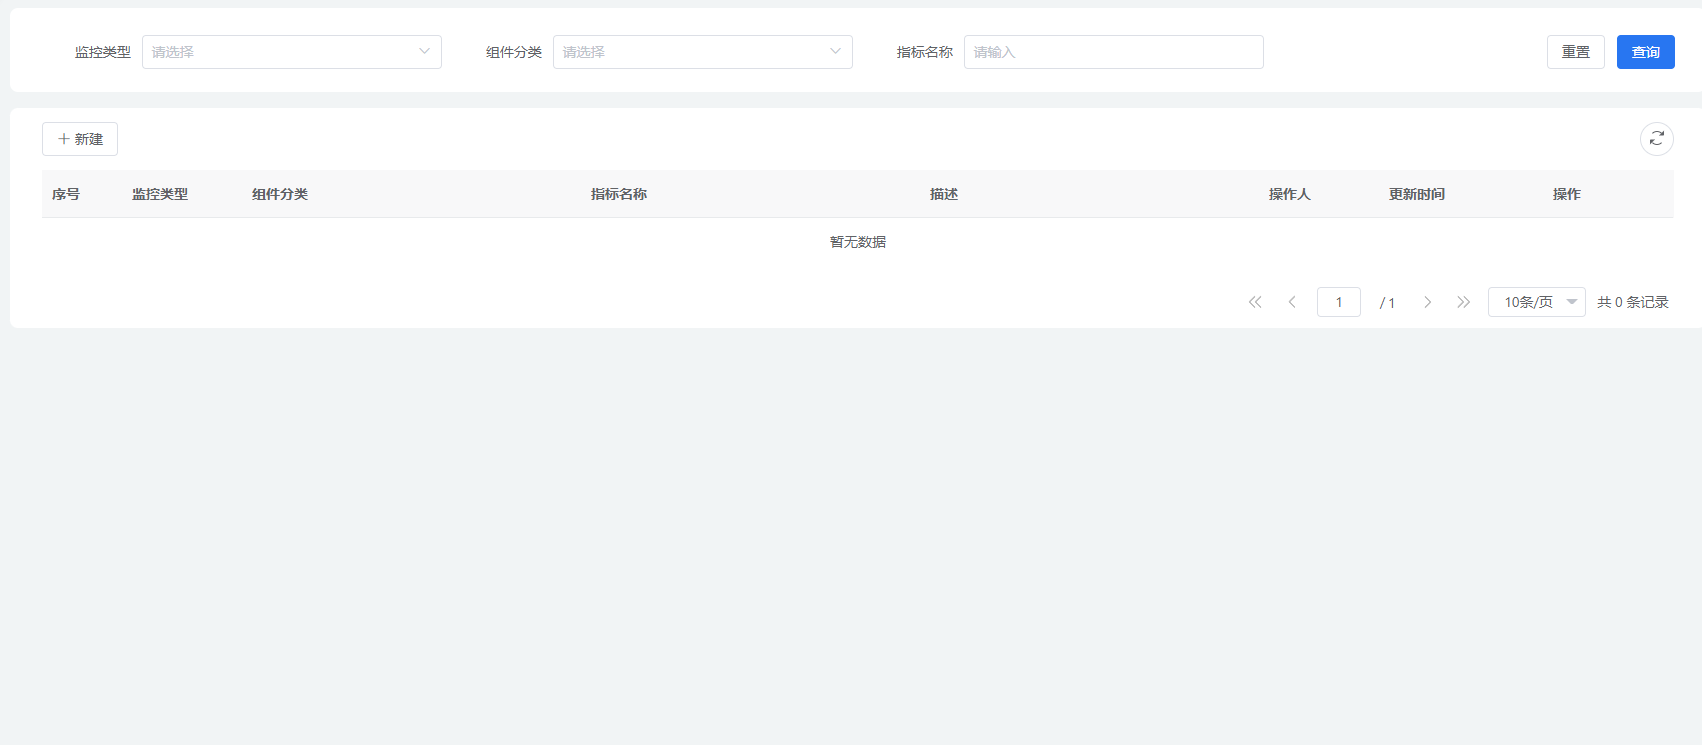 监控类型 请选择 组件分类 请选择 指标名称 请输入 重置 查询
新建
序号 监控类型 组件分类 指标名称 描述 操作人 更新时间 操作
暂无数据
1 / 1 10条/页 共 0 条记录